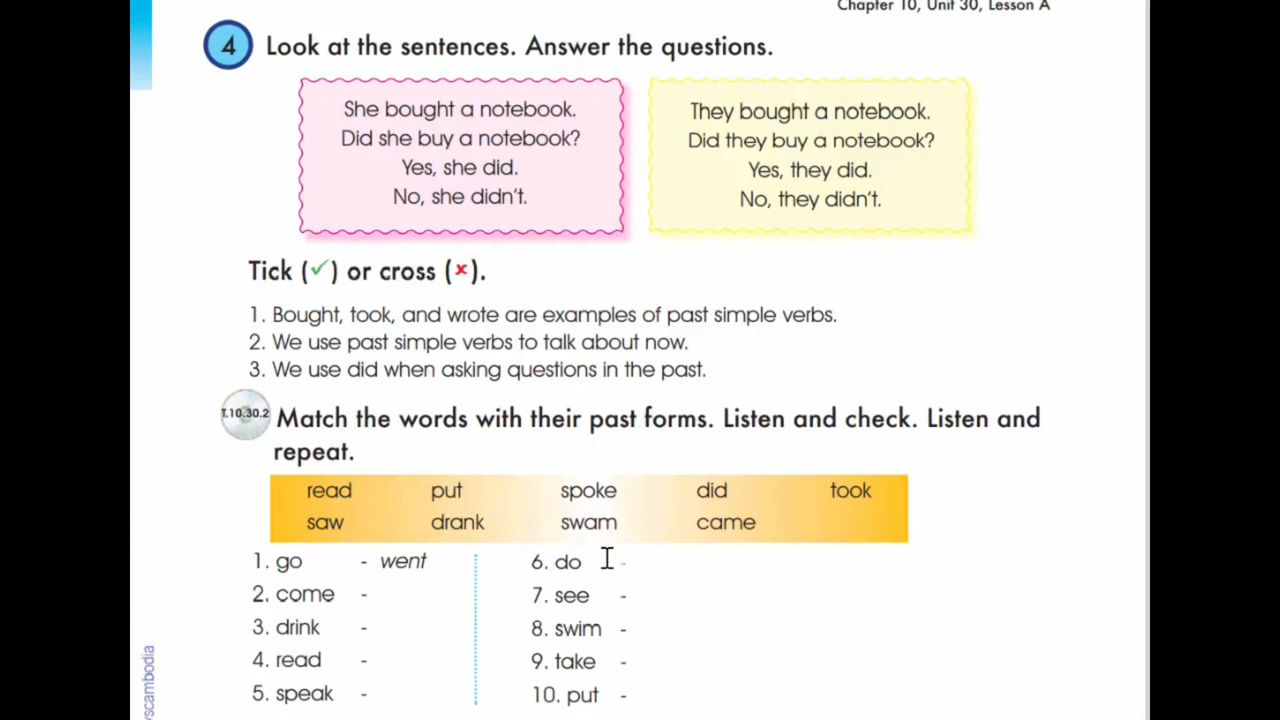 Chapter 10, Unit 30, Lesson A
4 Look at the sentences. Answer the questions.
She bought a notebook.
Did she buy a notebook?
Yes, she did.
No, she didn't.
They bought a notebook.
Did they buy a notebook?
Yes, they did.
No, they didn't.
Tick (✓) or cross (✗).
1. Bought, took, and wrote are examples of past simple verbs.
2. We use past simple verbs to talk about now.
3. We use did when asking questions in the past.
T.10.30.2
Match the words with their past forms. Listen and check. Listen and
repeat.
read put spoke did took
saw drank swam came
1. go - went
2. come -
3. drink -
4. read -
5. speak -
6. do -
7. see -
8. swim -
9. take -
10. put -